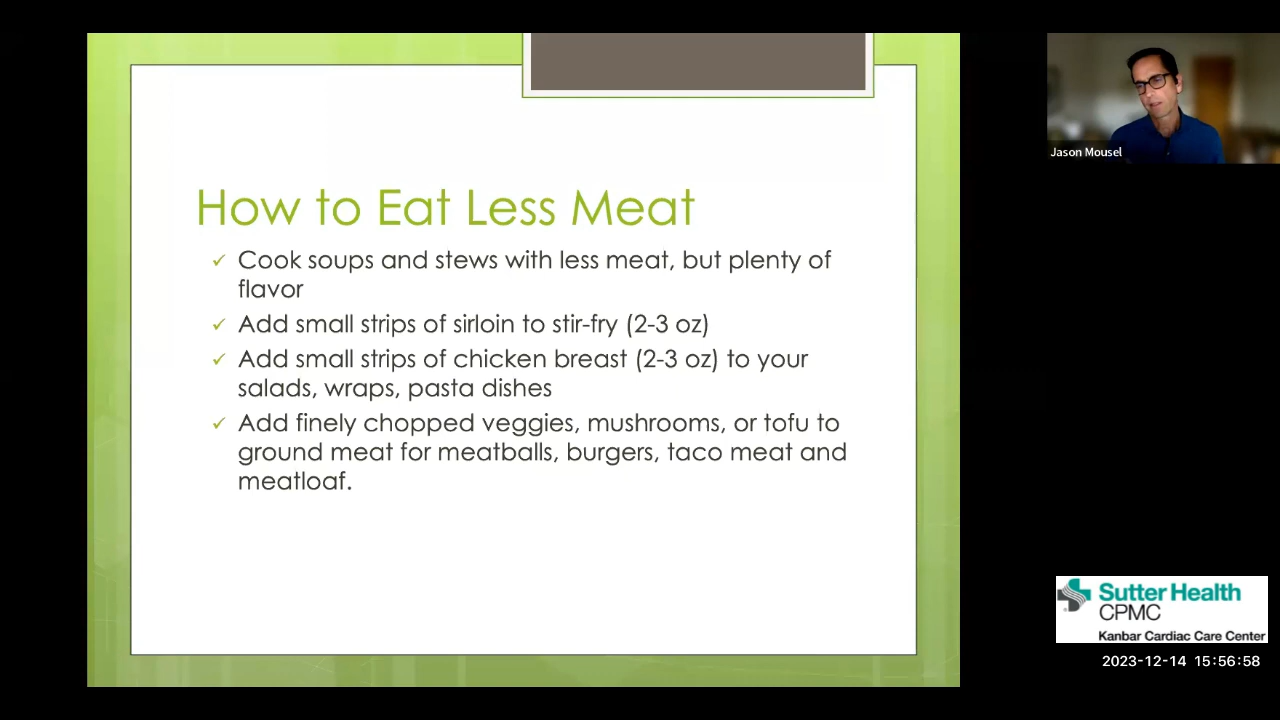 How to Eat Less Meat
✓ Cook soups and stews with less meat, but plenty of
flavor
✓ Add small strips of sirloin to stir-fry (2-3 oz)
✓ Add small strips of chicken breast (2-3 oz) to your
salads, wraps, pasta dishes
✓ Add finely chopped veggies, mushrooms, or tofu to
ground meat for meatballs, burgers, taco meat and
meatloaf.
Jason Mousel
Sutter Health
CPMC
Kanbar Cardiac Care Center
2023-12-14 15:56:58